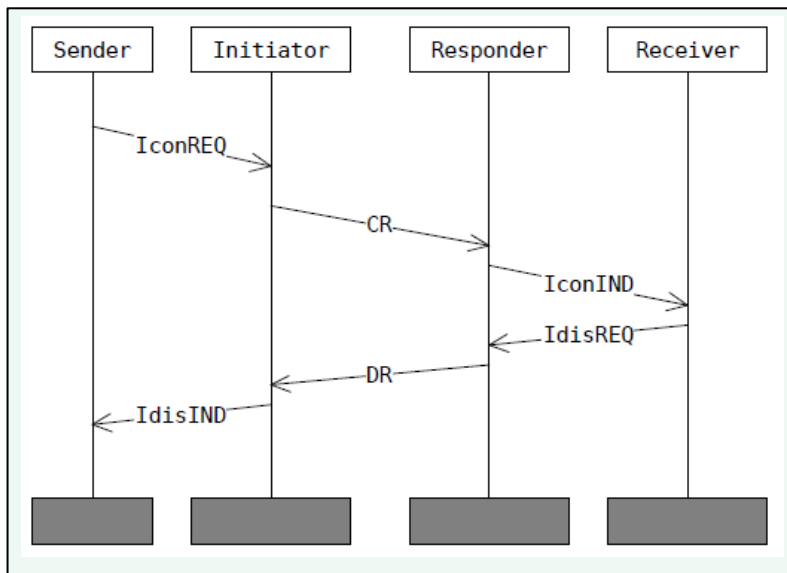 Sender Initiator Responder Receiver
IconREQ
CR
IconIND
IdisREQ
DR
IdisIND